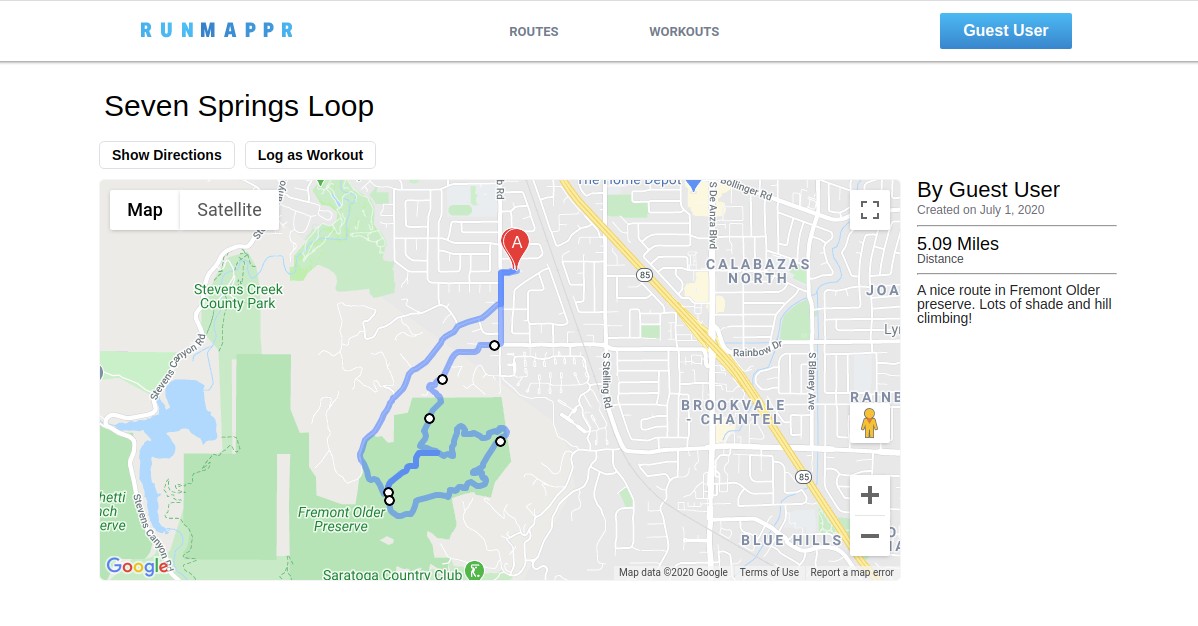 RUNMAPPR
ROUTES
WORKOUTS
Guest User
Seven Springs Loop
Show Directions
Log as Workout
Map
Satellite
The Home Depot
Bollinger Rd
S De Anza Blvd
A
85
CALABAZAS
NORTH
Stevens Creek
County Park
Stevens Canyon Rd
Rainbow Dr
S Stelling Rd
S Blaney Ave
BROOKVALE
- CHANTEL
85
Stevens Canyon Rd
Fremont Older
Preserve
BLUE HILLS
Saratoga Country Club
Google
Map data ©2020 Google
Terms of Use
Report a map error
By Guest User
Created on July 1, 2020
5.09 Miles
Distance
A nice route in Fremont Older
preserve. Lots of shade and hill
climbing!